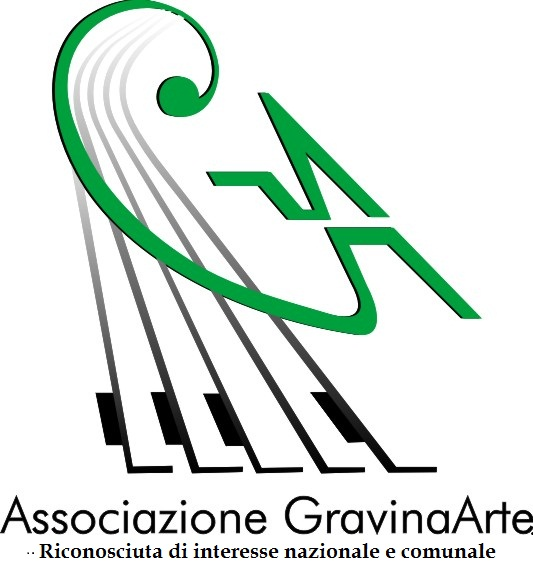 Associazione GravinaArte
Riconosciuta di interesse nazionale e comunale